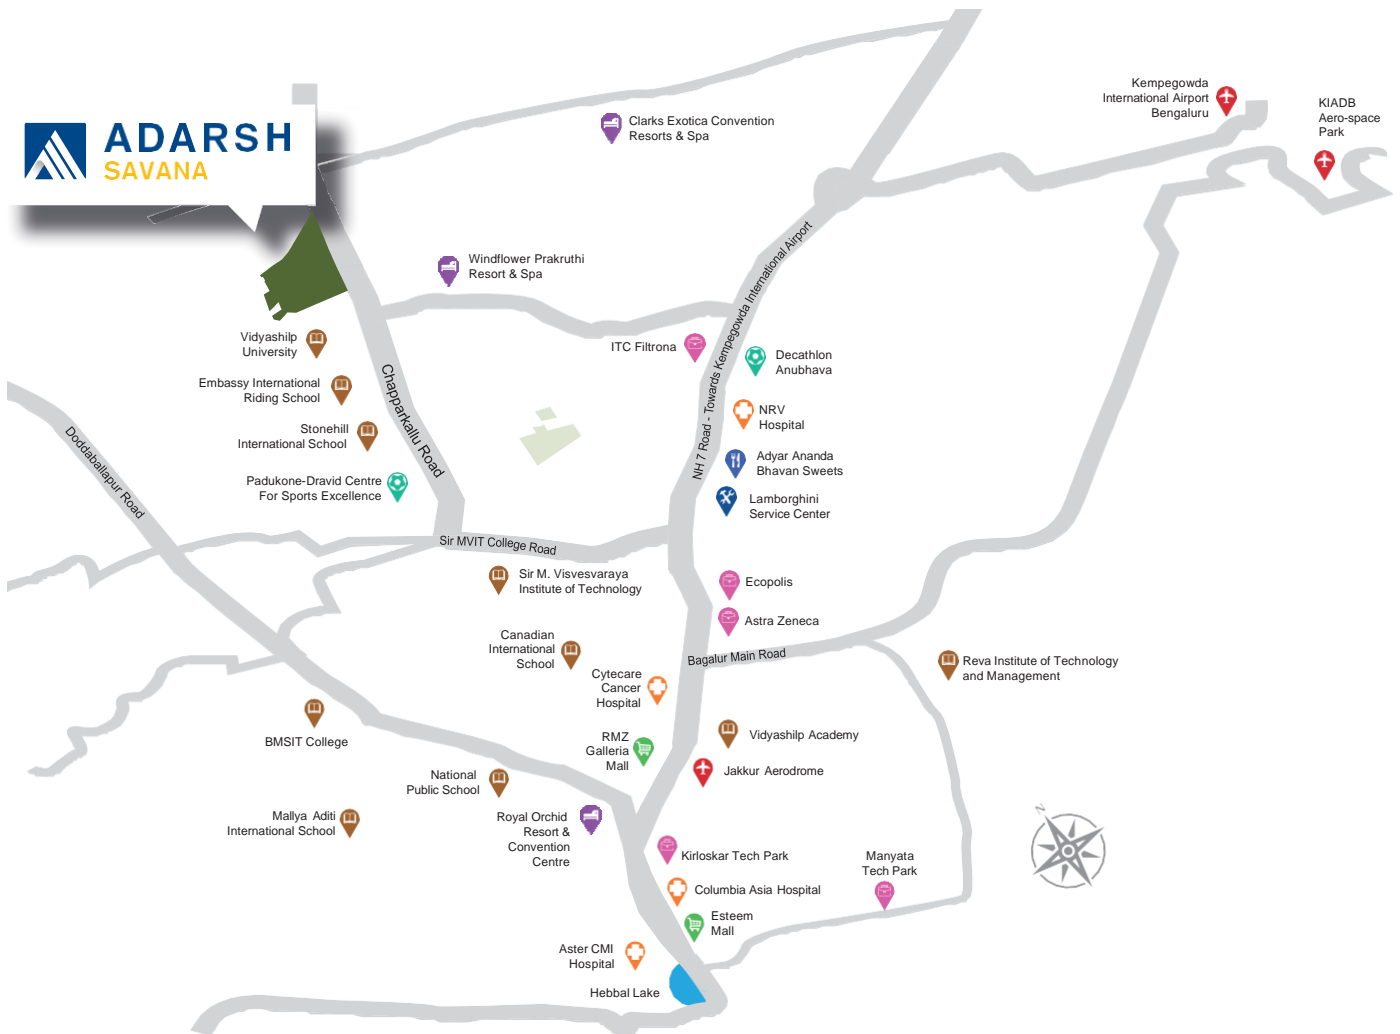 ADARSH
SAVANA
Clarks Exotica Convention
Resorts & Spa
Kempegowda
International Airport
Bengaluru
KIADB
Aero-space
Park
Windflower Prakruthi
Resort & Spa
NH 7 Road - Towards Kempegowda International Airport
Vidyashilp
University
ITC Filtrona
Decathlon
Anubhava
Embassy International
Riding School
Chapparkallu Road
NRV
Hospital
Stonehill
International School
Doddaballapur Road
Adyar Ananda
Bhavan Sweets
Padukone-Dravid Centre
For Sports Excellence
Lamborghini
Service Center
Sir MVIT College Road
Sir M. Visvesvaraya
Institute of Technology
Ecopolis
Astra Zeneca
Canadian
International
School
Bagalur Main Road
Reva Institute of Technology
and Management
Cytecare
Cancer
Hospital
BMSIT College
RMZ
Galleria
Mall
Vidyashilp Academy
Jakkur Aerodrome
National
Public School
Mallya Aditi
International School
Royal Orchid
Resort &
Convention
Centre
N
Kirloskar Tech Park
Manyata
Tech Park
Columbia Asia Hospital
Esteem
Mall
Aster CMI
Hospital
Hebbal Lake